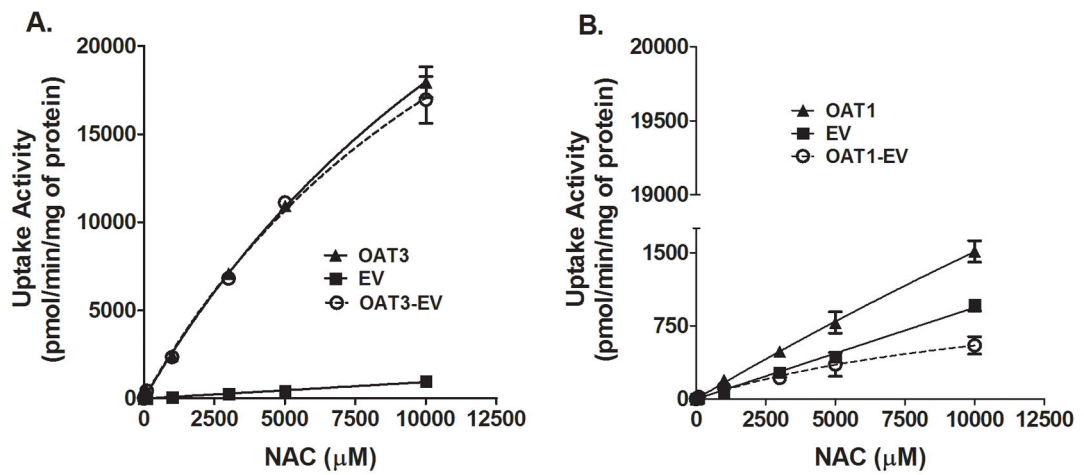 A.
Uptake Activity
(pmol/min/mg of protein)
20000
15000
10000
5000
0
OAT3
EV
OAT3-EV
0 2500 5000 7500 10000 12500
NAC (μM)
B.
Uptake Activity
(pmol/min/mg of protein)
20000
19500
19000
1500
750
0
OAT1
EV
OAT1-EV
0 2500 5000 7500 10000 12500
NAC (μM)